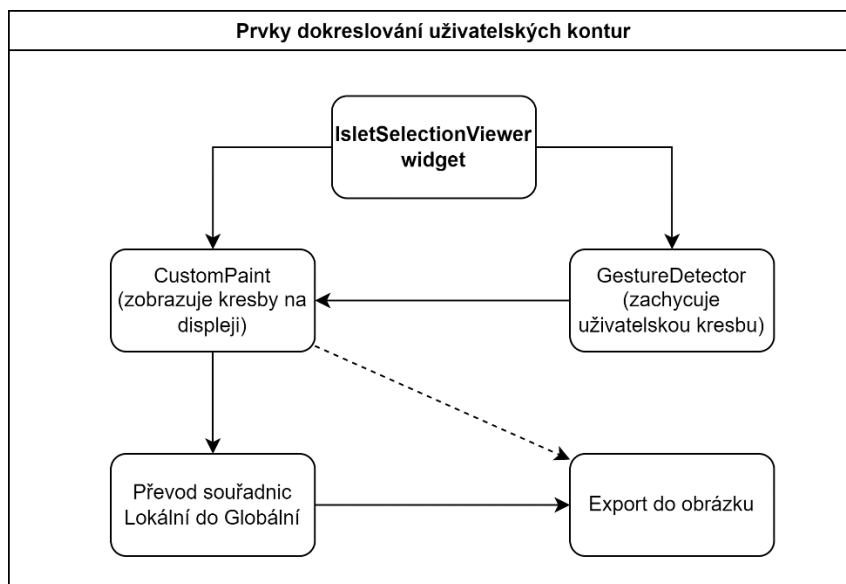 Prvky dokreslování uživatelských kontur
IsletSelectionViewer
widget
CustomPaint
(zobrazuje kresby na
displeji)
GestureDetector
(zachycuje
uživatelskou kresbu)
Převod souřadnic
Lokální do Globální
Export do obrázku